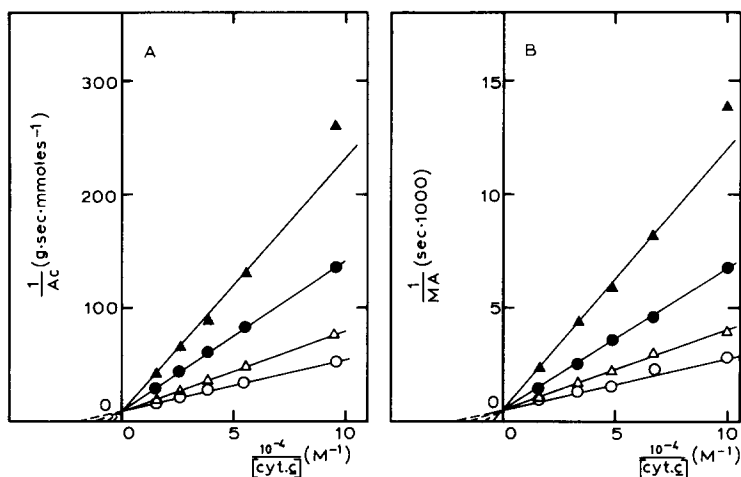 A
300
200
100
0
1
Ac
(g·sec·mmoles⁻¹)
0
5
10
10⁻⁴
[cyt.c]
(M⁻¹)
B
15
10
5
0
1
MA
(sec·1000)
0
5
10
10⁻⁴
[cyt.c]
(M⁻¹)